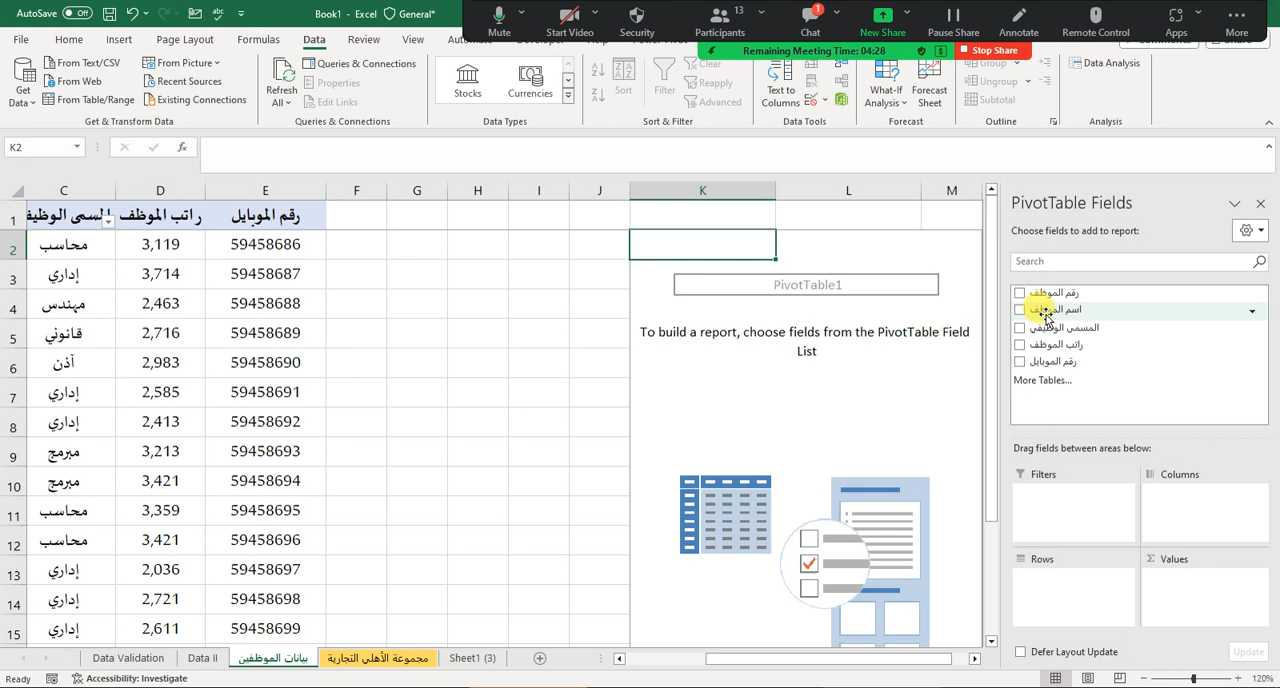 AutoSave Off Book1 - Excel General*
Mute Start Video Security Participants 13 Chat 1 New Share Pause Share Annotate Remote Control Apps More
Remaining Meeting Time: 04:28 $ Stop Share
File Home Insert Page Layout Formulas Data Review View
Get Data
From Text/CSV
From Web
From Table/Range
From Picture
Recent Sources
Existing Connections
Get & Transform Data
Refresh All
Queries & Connections
Properties
Edit Links
Queries & Connections
Stocks Currencies
Data Types
Sort
Filter
Clear
Reapply
Advanced
Sort & Filter
Text to Columns
Data Tools
What-If Analysis
Forecast Sheet
Forecast
Group
Ungroup
Subtotal
Outline
Data Analysis
Analysis
K2 fx
C D E F G H I J K L M
1 المسمى الوظيف راتب الموظف رقم الموبايل
2 محاسب 3,119 59458686
3 إداري 3,714 59458687
4 مهندس 2,463 59458688
5 قانوني 2,716 59458689
6 آذن 2,983 59458690
7 إداري 2,585 59458691
8 إداري 2,413 59458692
9 مبرمج 3,213 59458693
10 مبرمج 3,421 59458694
11 محاسب 3,359 59458695
12 محاسب 3,421 59458696
13 إداري 2,036 59458697
14 إداري 2,721 59458698
15 إداري 2,611 59458699
PivotTable1
To build a report, choose fields from the PivotTable Field
List
PivotTable Fields
Choose fields to add to report:
Search
رقم الموظف
اسم الموظف
المسمى الوظيفي
راتب الموظف
رقم الموبايل
More Tables...
Drag fields between areas below:
Filters Columns
Rows Σ Values
Defer Layout Update Update
Data Validation Data II بيانات الموظفين مجموعة الأهلي التجارية Sheet1 (3)
Ready Accessibility: Investigate 120%